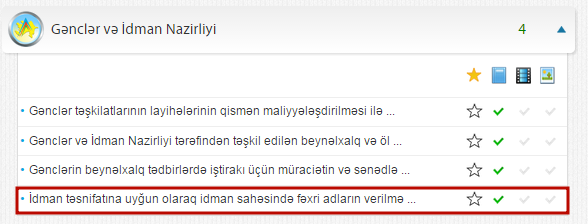 Gənclər və İdman Nazirliyi 4
Gənclər təşkilatlarının layihələrinin qismən maliyyələşdirilməsi ilə ...
Gənclər və İdman Nazirliyi tərəfindən təşkil edilən beynəlxalq və öl ...
Gənclərin beynəlxalq tədbirlərdə iştirakı üçün müraciətin və sənədlə ...
İdman təsnifatına uyğun olaraq idman sahəsində fəxri adların verilmə ...